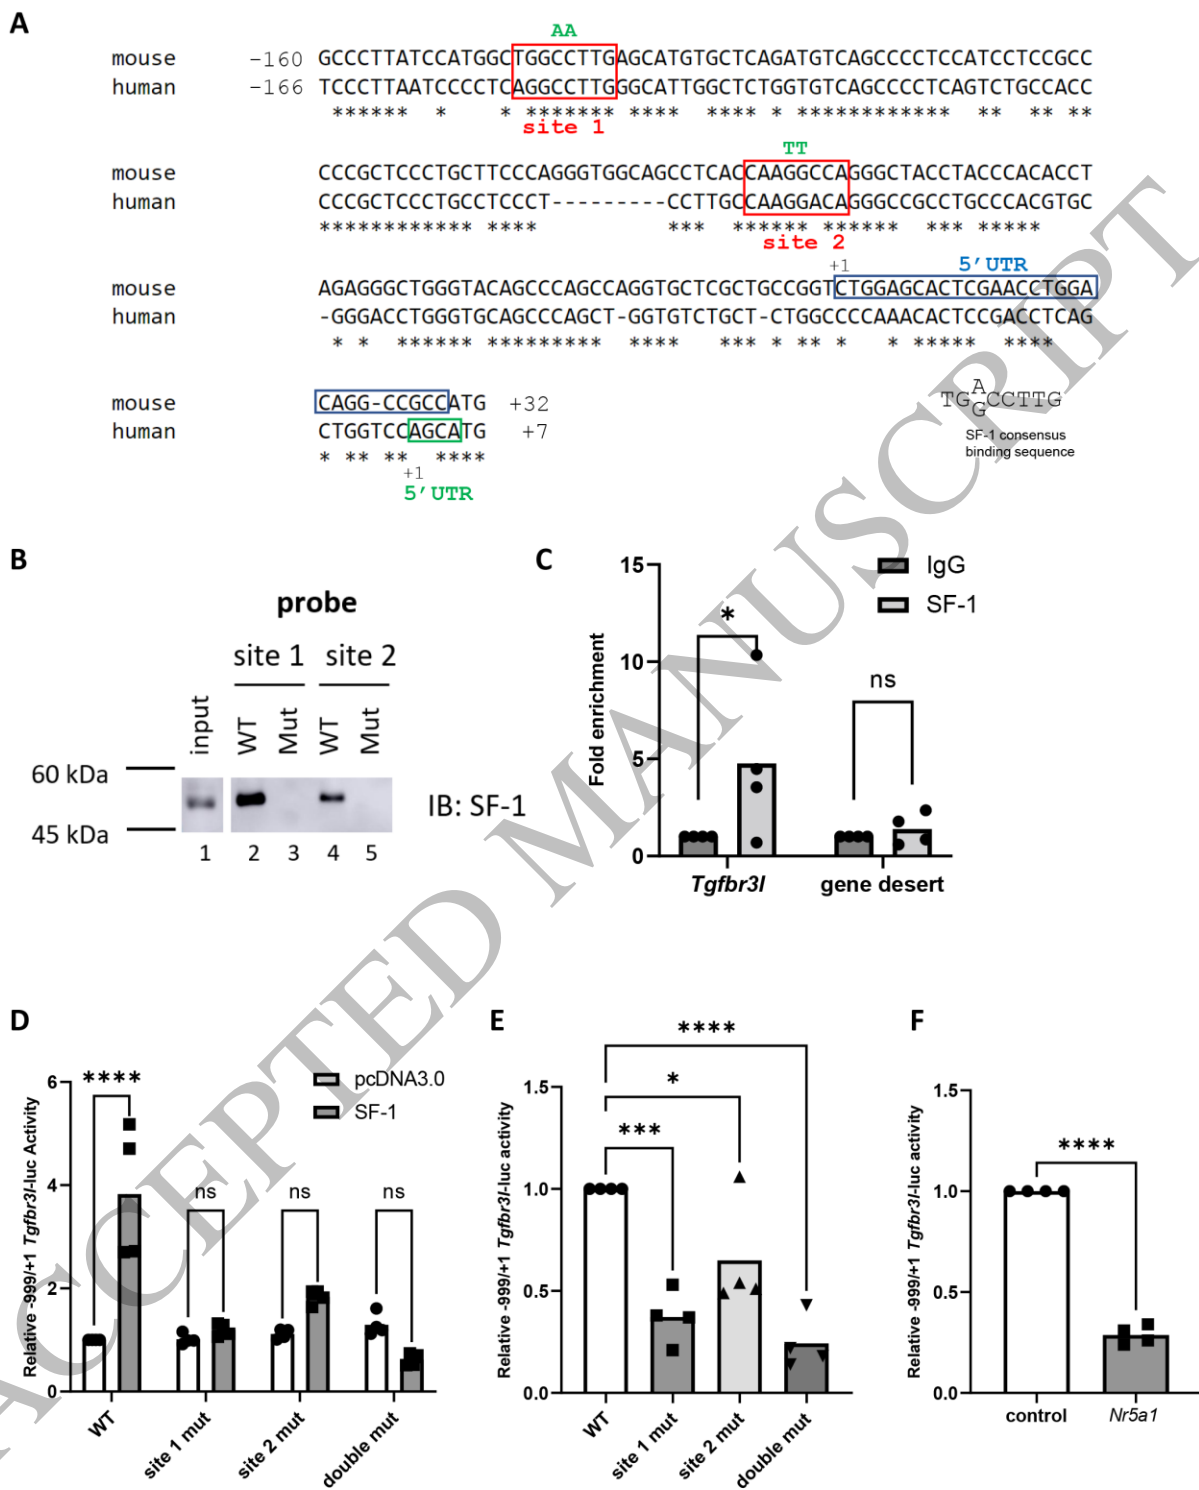 A
AA
mouse -160 GCCCTTATCCATGGCTGGCCTTGAGCATGTGCTCAGATGTCAGCCCCTCCATCCTCCGCC
human -166 TCCCTTAATCCCCTCAGGCCTTGGGCATTGGCTCTGGTGTCAGCCCCTCAGTCTGCCACC
site 1
TT
mouse CCCGCTCCCTGCTTCCCAGGGTGGCAGCCTCACCAAGGCCAGGGCTACCTACCCACACCT
human CCCGCTCCCTGCCTCCCT---------CCTTGCCAAGGACAGGGCCGCCTGCCCACGTGC
site 2
+1 5'UTR
mouse AGAGGGCTGGGTACAGCCCAGCCAGGTGCTCGCTGCCGGTCTGGAGCACTCGAACCTGGA
human -GGGACCTGGGTGCAGCCCAGCT-GGTGTCTGCT-CTGGCCCCAAACACTCCGACCTCAG
mouse CAGG-CCGCCATG +32
human CTGGTCCAGCATG +7
+1
5'UTR
TGACCTTG
G
SF-1 consensus
binding sequence
B
probe
site 1 site 2
input WT Mut WT Mut
60 kDa
45 kDa
IB: SF-1
1 2 3 4 5
C
IgG
SF-1
Fold enrichment
15
10
5
0
*
ns
Tgfbr3l gene desert
D
pcDNA3.0
SF-1
Relative -999/+1 Tgfbr3l-luc Activity
6
4
2
0
****
ns ns ns
WT site 1 mut site 2 mut double mut
E
Relative -999/+1 Tgfbr3l-luc activity
1.5
1.0
0.5
0.0
****
*
***
WT site 1 mut site 2 mut double mut
F
Relative -999/+1 Tgfbr3l-luc activity
1.5
1.0
0.5
0.0
****
control Nr5a1
ACCEPTED MANUSCRIPT